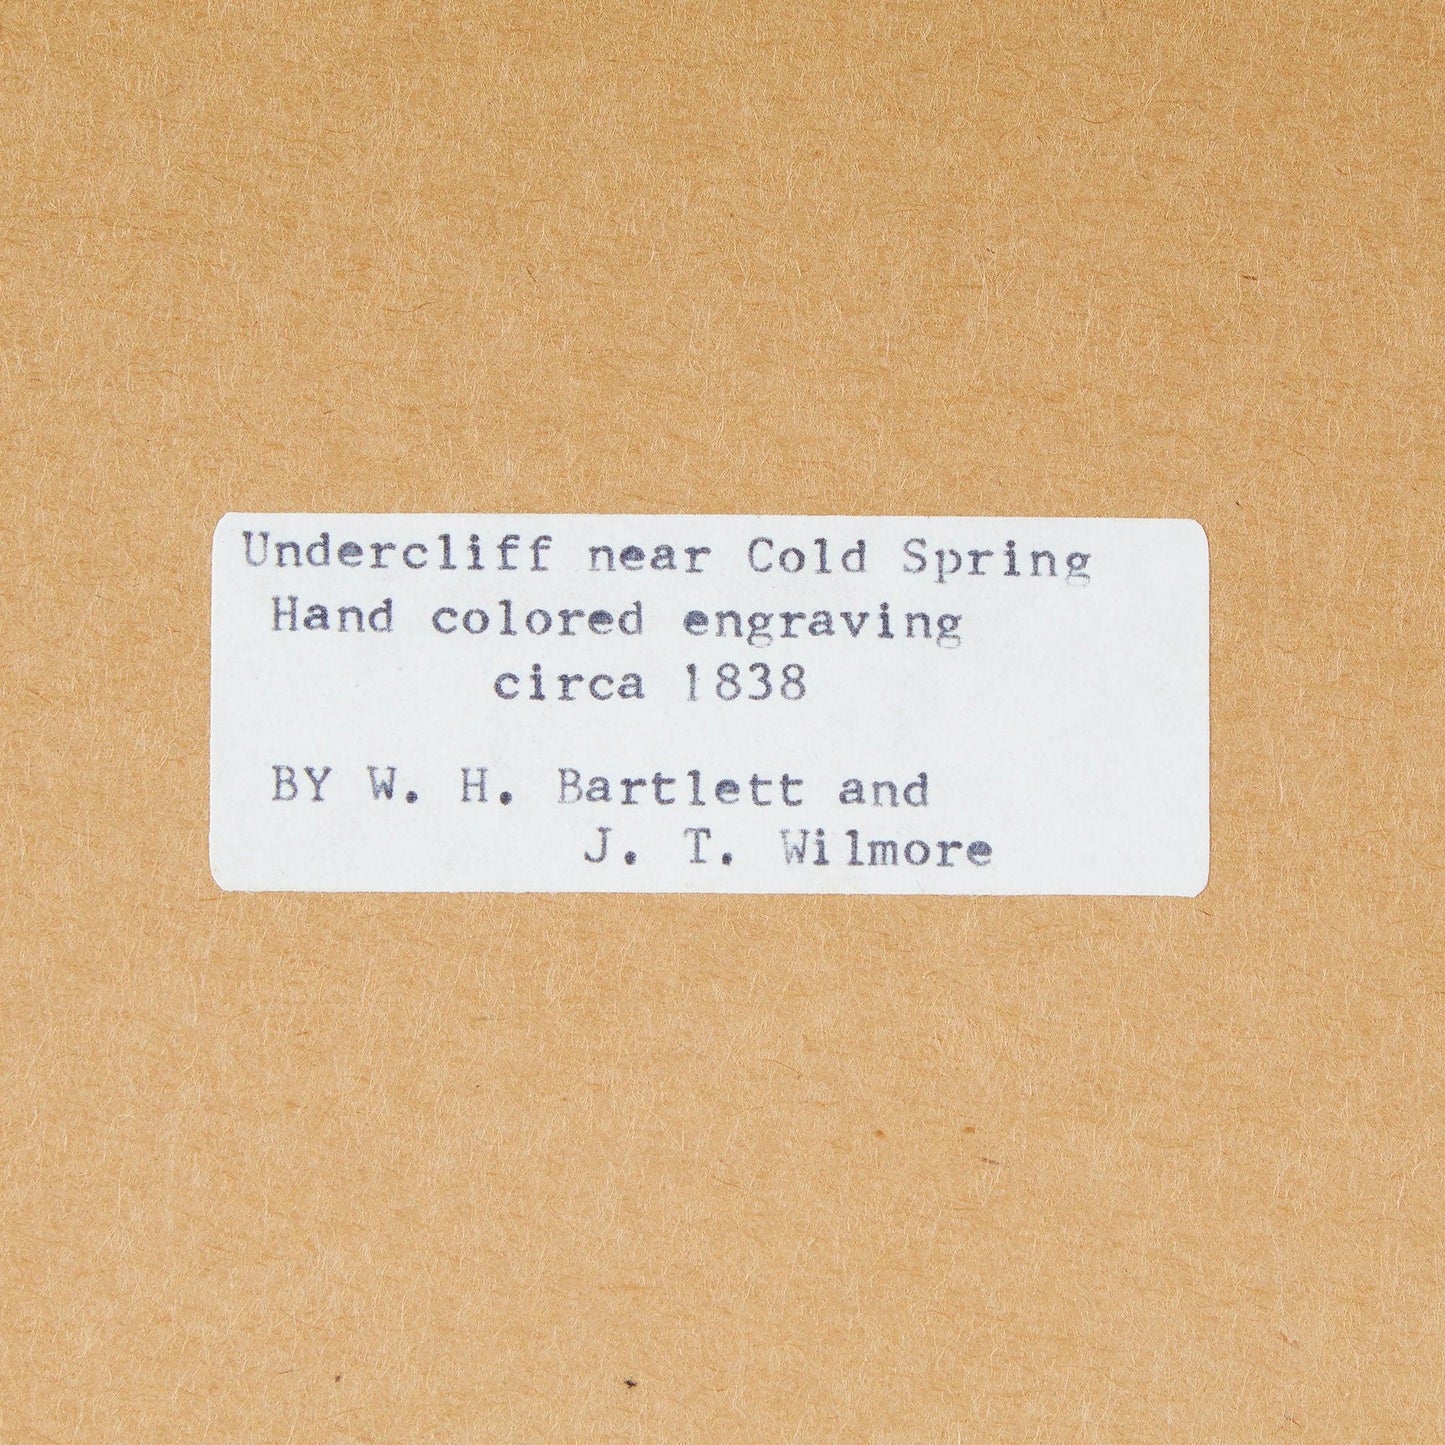 Undercliff near Cold Spring
Hand colored engraving
circa 1838
BY W. H. Bartlett and
J. T. Wilmore